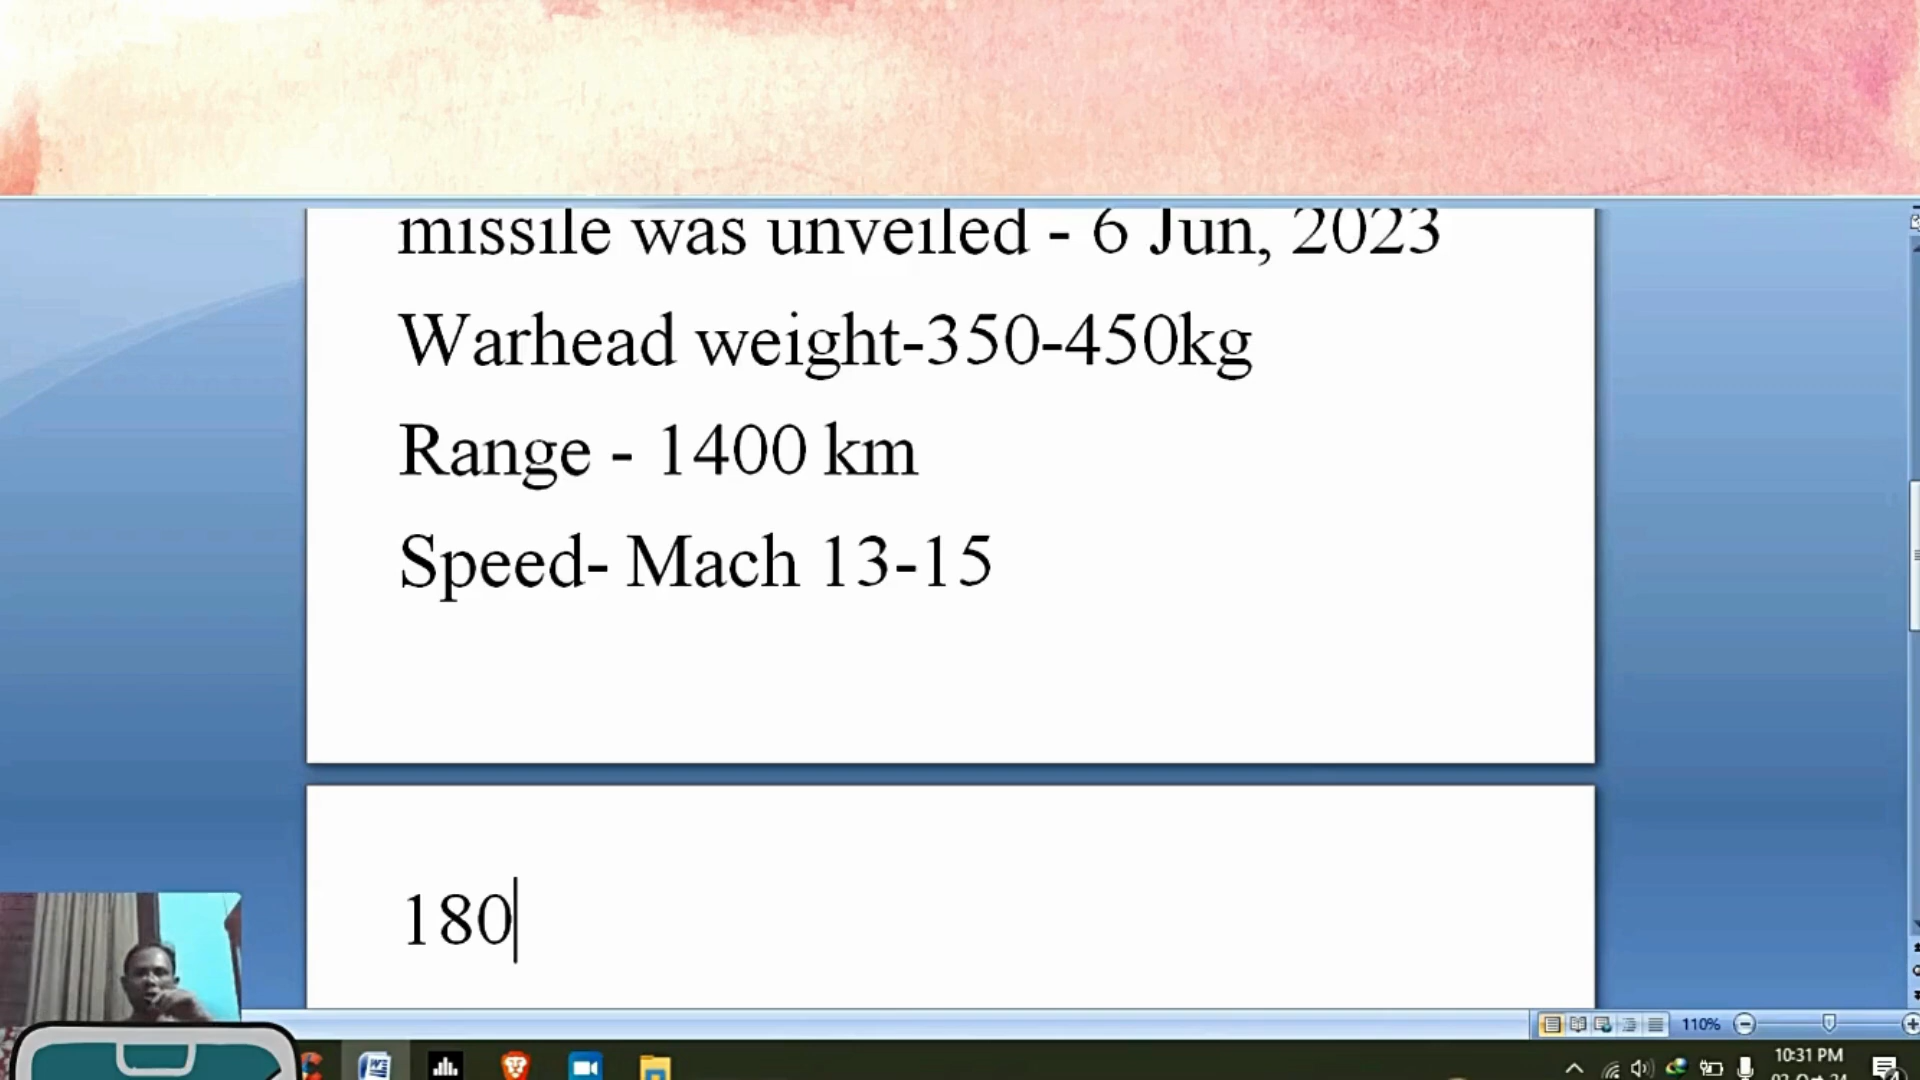 missile was unveiled - 6 Jun, 2023
Warhead weight-350-450kg
Range - 1400 km
Speed- Mach 13-15
180
110%
10:31 PM